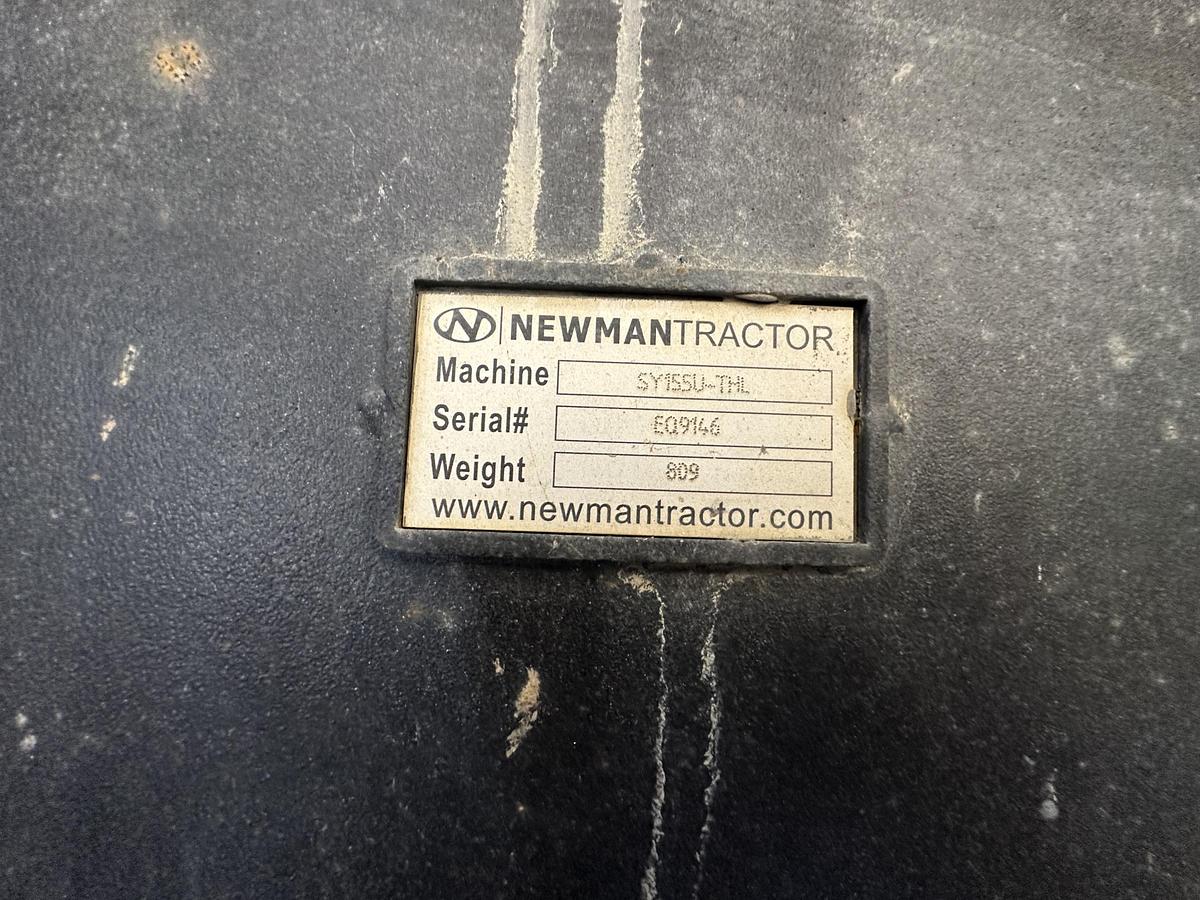 N NEWMANTRACTOR
Machine SY155U-THL
Serial# EQ9146
Weight 809
www.newmantractor.com